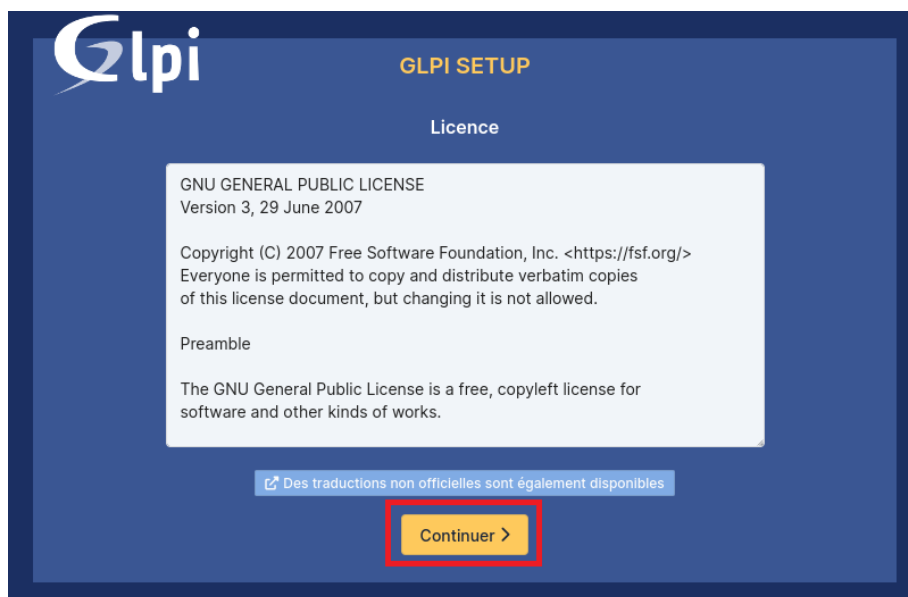 Glpi
GLPI SETUP
Licence
GNU GENERAL PUBLIC LICENSE
Version 3, 29 June 2007
Copyright (C) 2007 Free Software Foundation, Inc. <https://fsf.org/>
Everyone is permitted to copy and distribute verbatim copies
of this license document, but changing it is not allowed.
Preamble
The GNU General Public License is a free, copyleft license for
software and other kinds of works.
Des traductions non officielles sont également disponibles
Continuer